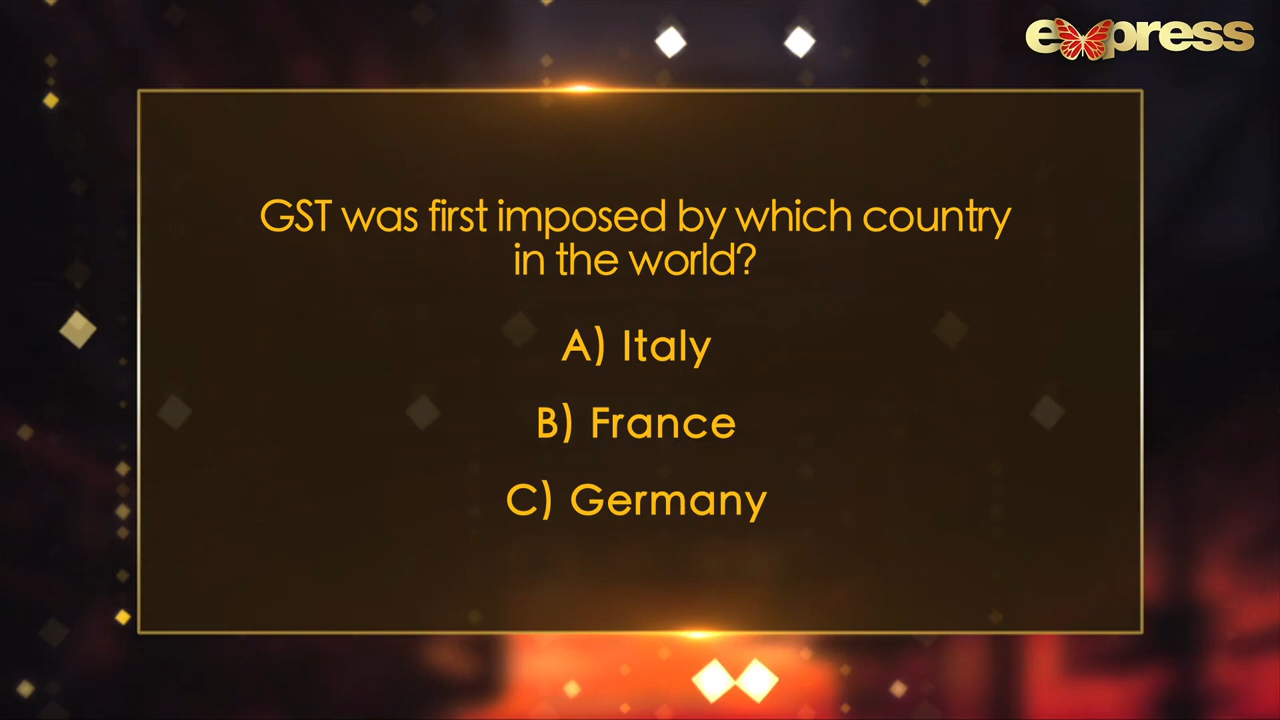 express
GST was first imposed by which country
in the world?
A) Italy
B) France
C) Germany